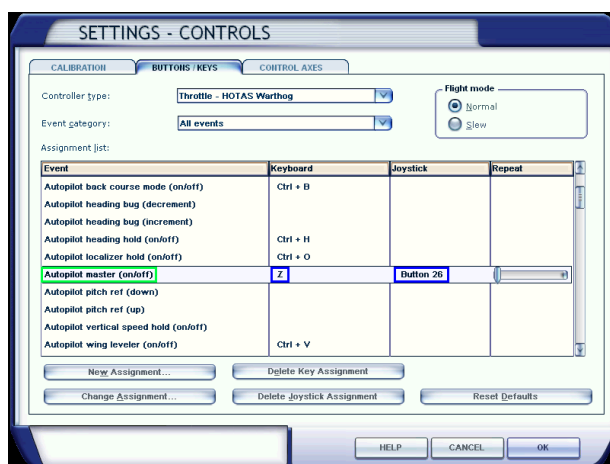 SETTINGS - CONTROLS
CALIBRATION BUTTONS / KEYS CONTROL AXES
Controller type: Throttle - HOTAS Warthog
Flight mode
Normal
Event category: All events
Slew
Assignment list:
Event Keyboard Joystick Repeat
Autopilot back course mode (on/off) Ctrl + B
Autopilot heading bug (decrement)
Autopilot heading bug (increment)
Autopilot heading hold (on/off) Ctrl + H
Autopilot localizer hold (on/off) Ctrl + O
Autopilot master (on/off) Z Button 26
Autopilot pitch ref (down)
Autopilot pitch ref (up)
Autopilot vertical speed hold (on/off)
Autopilot wing leveler (on/off) Ctrl + V
New Assignment... Delete Key Assignment
Change Assignment... Delete Joystick Assignment Reset Defaults
HELP CANCEL OK